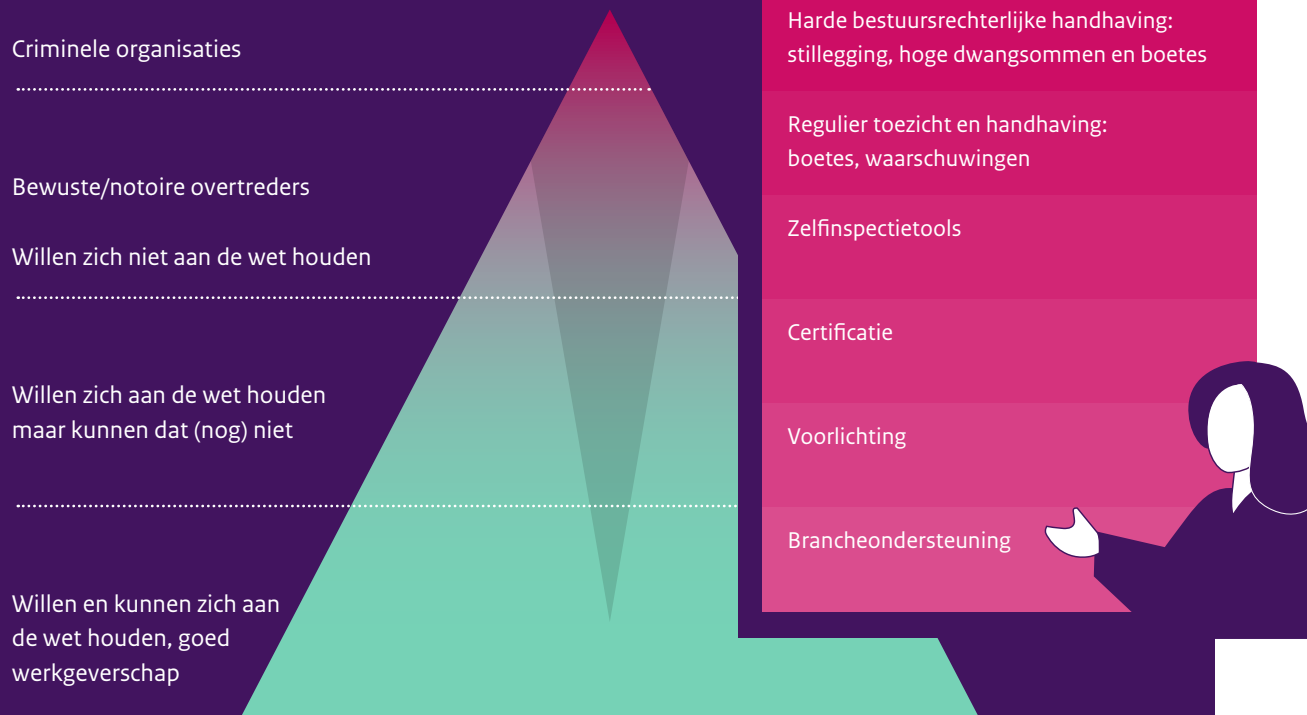 Criminele organisaties
Bewuste/notoire overtreders
Willen zich niet aan de wet houden
Willen zich aan de wet houden
maar kunnen dat (nog) niet
Willen en kunnen zich aan
de wet houden, goed
werkgeverschap
Harde bestuursrechterlijke handhaving:
stillegging, hoge dwangsommen en boetes
Regulier toezicht en handhaving:
boetes, waarschuwingen
Zelfinspectietools
Certificatie
Voorlichting
Brancheondersteuning